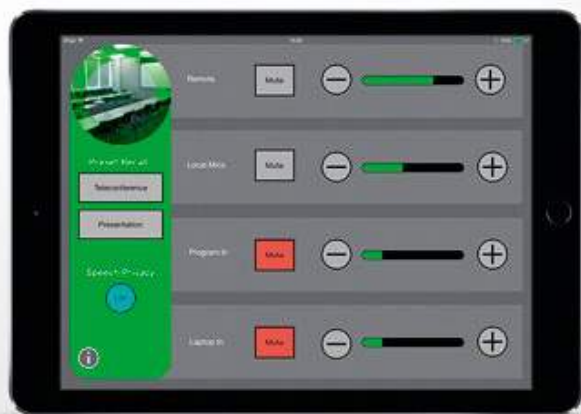 Preset Recall
Teleconference
Presentation
Speech Privacy
Remote
Mute
Local Mics
Mute
Program In
Mute
Laptop In
Mute